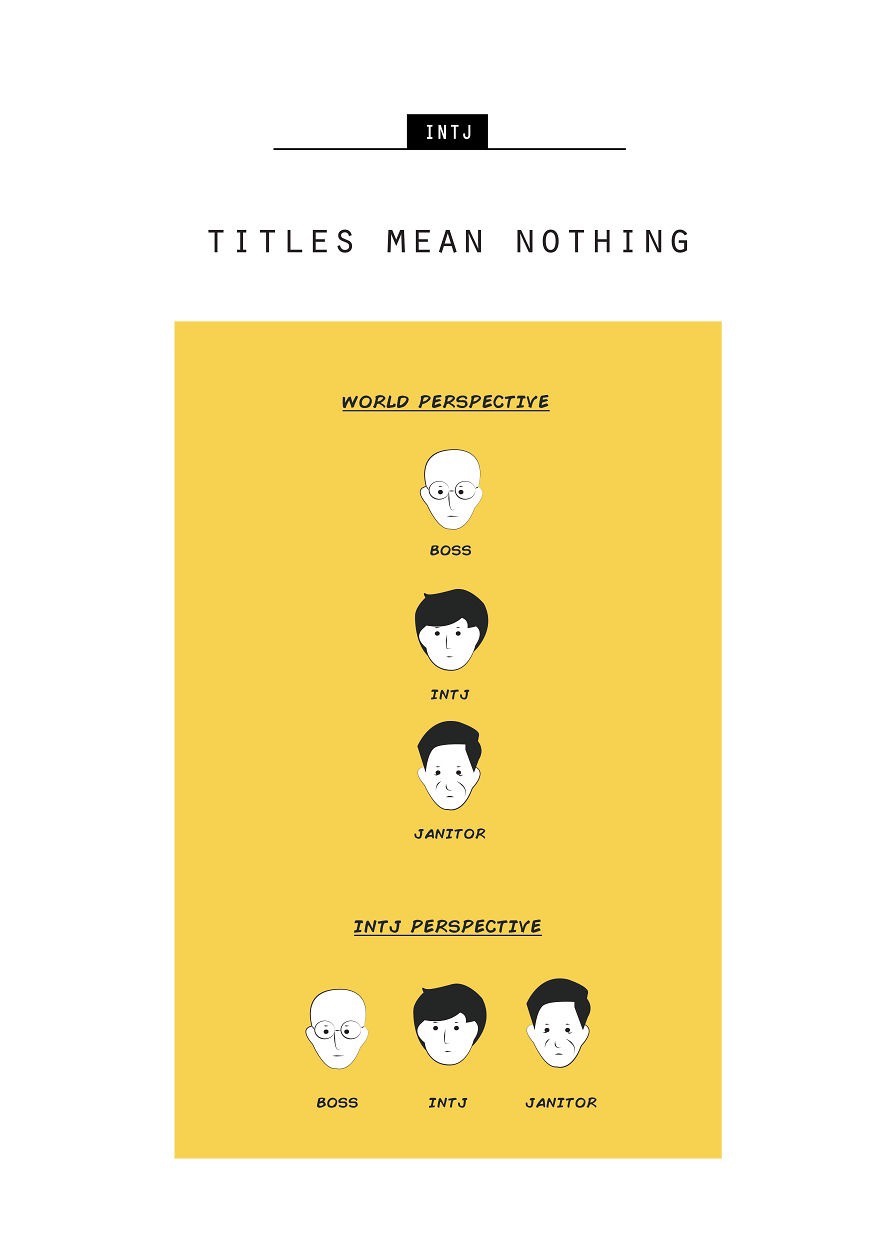 INTJ
TITLES MEAN NOTHING
WORLD PERSPECTIVE
BOSS
INTJ
JANITOR
INTJ PERSPECTIVE
BOSS INTJ JANITOR